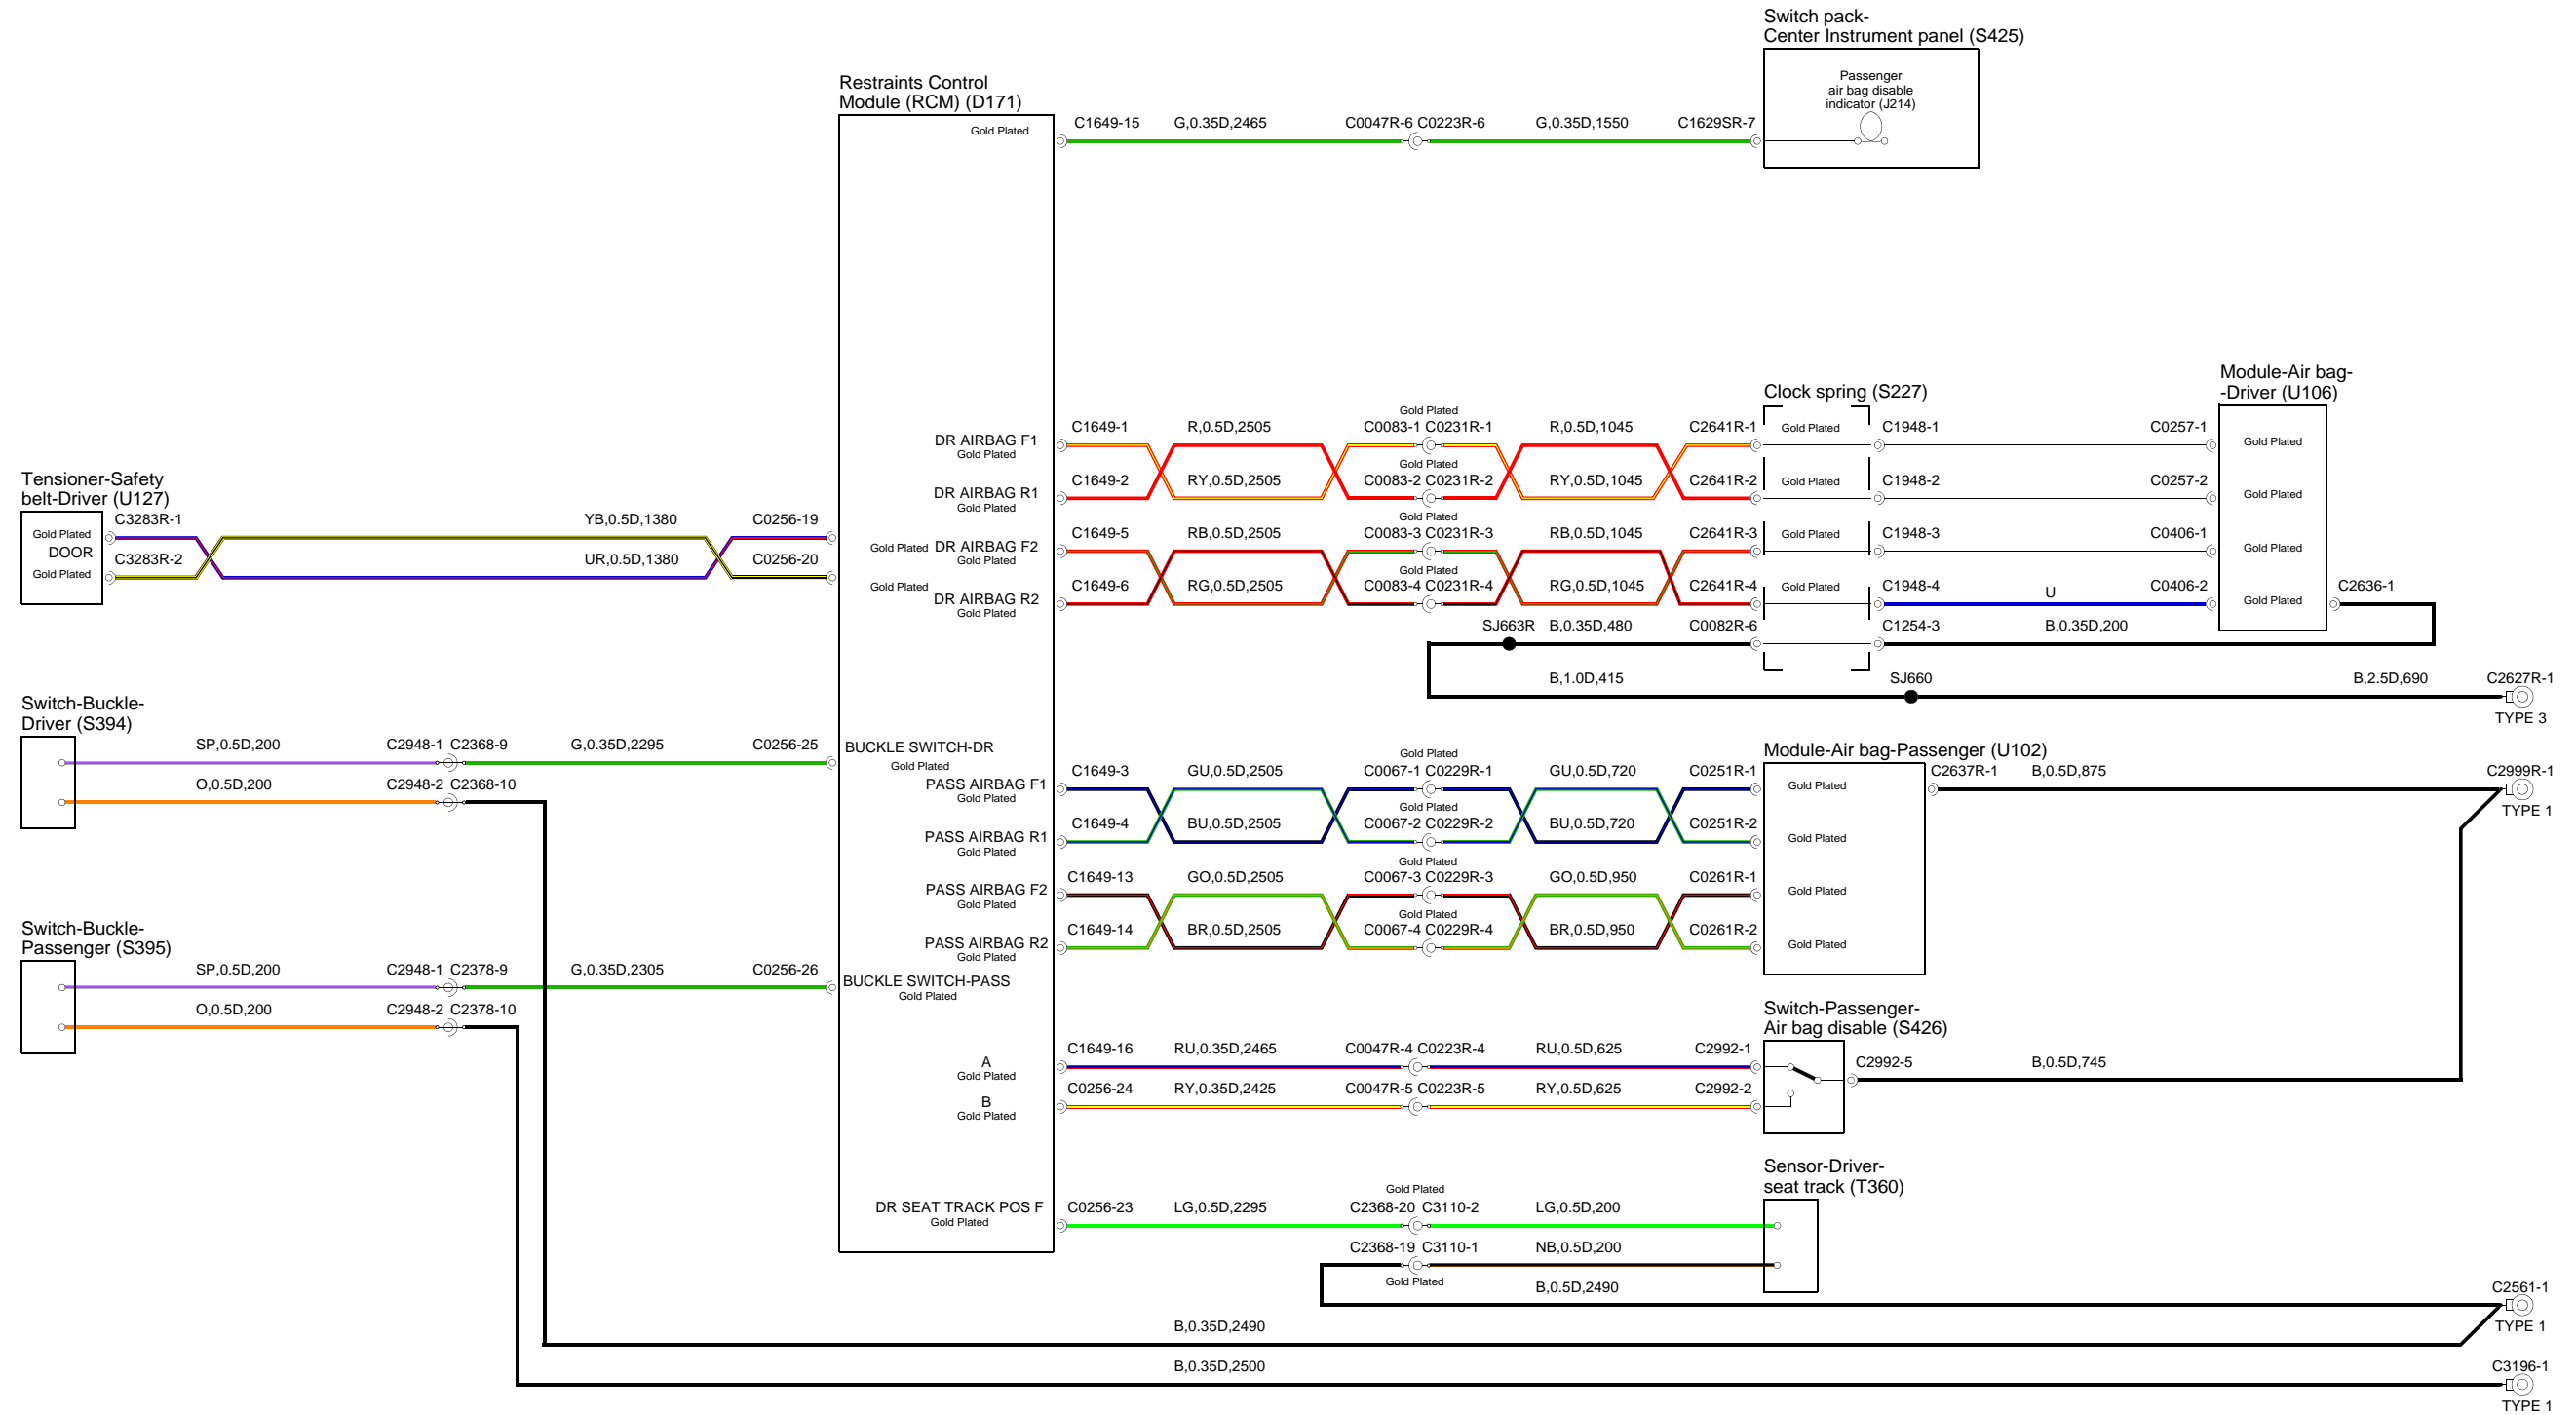 Switch pack-
Center Instrument panel (S425)
Passenger
air bag disable
indicator (J214)
Restraints Control
Module (RCM) (D171)
Gold Plated
C1649-15 G,0.35D,2465 C0047R-6 C0223R-6 G,0.35D,1550 C1629SR-7
Clock spring (S227)
Module-Air bag-
-Driver (U106)
Gold Plated
DR AIRBAG F1
Gold Plated
C1649-1 R,0.5D,2505 C0083-1 C0231R-1 R,0.5D,1045 C2641R-1 Gold Plated C1948-1 C0257-1 Gold Plated
Gold Plated
DR AIRBAG R1
Gold Plated
C1649-2 RY,0.5D,2505 C0083-2 C0231R-2 RY,0.5D,1045 C2641R-2 Gold Plated C1948-2 C0257-2 Gold Plated
Tensioner-Safety
belt-Driver (U127)
Gold Plated
DOOR
Gold Plated
C3283R-1 YB,0.5D,1380 C0256-19
C3283R-2 UR,0.5D,1380 C0256-20
Gold Plated
Gold Plated
Gold Plated
DR AIRBAG F2
Gold Plated
C1649-5 RB,0.5D,2505 C0083-3 C0231R-3 RB,0.5D,1045 C2641R-3 Gold Plated C1948-3 C0406-1 Gold Plated
Gold Plated
DR AIRBAG R2
Gold Plated
C1649-6 RG,0.5D,2505 C0083-4 C0231R-4 RG,0.5D,1045 C2641R-4 Gold Plated C1948-4 U C0406-2 Gold Plated C2636-1
SJ663R B,0.35D,480 C0082R-6 C1254-3 B,0.35D,200
B,1.0D,415 SJ660 B,2.5D,690 C2627R-1
TYPE 3
Switch-Buckle-
Driver (S394)
SP,0.5D,200 C2948-1 C2368-9 G,0.35D,2295 C0256-25 BUCKLE SWITCH-DR
Gold Plated
O,0.5D,200 C2948-2 C2368-10
Module-Air bag-Passenger (U102)
Gold Plated
PASS AIRBAG F1
Gold Plated
C1649-3 GU,0.5D,2505 C0067-1 C0229R-1 GU,0.5D,720 C0251R-1 Gold Plated C2637R-1 B,0.5D,875 C2999R-1
TYPE 1
Gold Plated
PASS AIRBAG R1
Gold Plated
C1649-4 BU,0.5D,2505 C0067-2 C0229R-2 BU,0.5D,720 C0251R-2 Gold Plated
Gold Plated
PASS AIRBAG F2
Gold Plated
C1649-13 GO,0.5D,2505 C0067-3 C0229R-3 GO,0.5D,950 C0261R-1 Gold Plated
Gold Plated
PASS AIRBAG R2
Gold Plated
C1649-14 BR,0.5D,2505 C0067-4 C0229R-4 BR,0.5D,950 C0261R-2 Gold Plated
Switch-Buckle-
Passenger (S395)
SP,0.5D,200 C2948-1 C2378-9 G,0.35D,2305 C0256-26 BUCKLE SWITCH-PASS
Gold Plated
O,0.5D,200 C2948-2 C2378-10
Switch-Passenger-
Air bag disable (S426)
A
Gold Plated
C1649-16 RU,0.35D,2465 C0047R-4 C0223R-4 RU,0.5D,625 C2992-1 C2992-5 B,0.5D,745
B
Gold Plated
C0256-24 RY,0.35D,2425 C0047R-5 C0223R-5 RY,0.5D,625 C2992-2
Sensor-Driver-
seat track (T360)
Gold Plated
DR SEAT TRACK POS F
Gold Plated
C0256-23 LG,0.5D,2295 C2368-20 C3110-2 LG,0.5D,200
C2368-19 C3110-1 NB,0.5D,200
Gold Plated
B,0.5D,2490 C2561-1
TYPE 1
B,0.35D,2490
B,0.35D,2500 C3196-1
TYPE 1